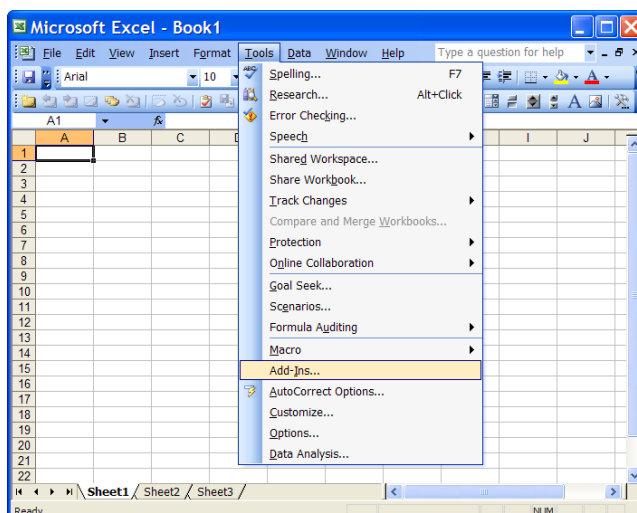 Microsoft Excel - Book1
File Edit View Insert Format Tools Data Window Help Type a question for help
Arial 10
A1 fx
A B C I J
Spelling... F7
Research... Alt+Click
Error Checking...
Speech
Shared Workspace...
Share Workbook...
Track Changes
Compare and Merge Workbooks...
Protection
Online Collaboration
Goal Seek...
Scenarios...
Formula Auditing
Macro
Add-Ins...
AutoCorrect Options...
Customize...
Options...
Data Analysis...
1
2
3
4
5
6
7
8
9
10
11
12
13
14
15
16
17
18
19
20
21
22
Sheet1 Sheet2 Sheet3
Ready NUM